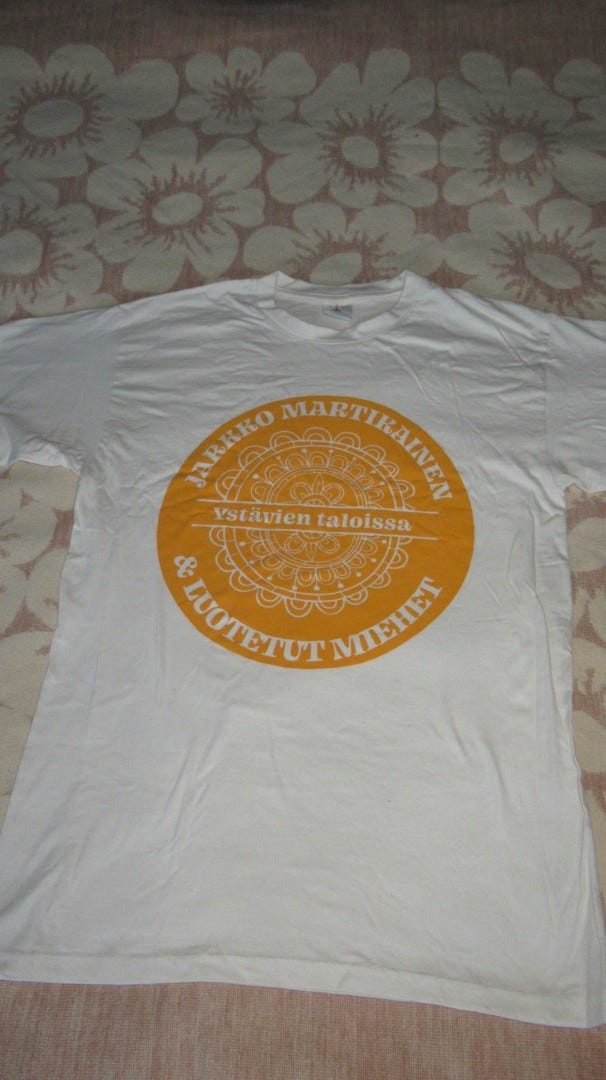 JARKKO MARTIKAINEN
Ystävien taloissa
& LUOTETUT MIEHET